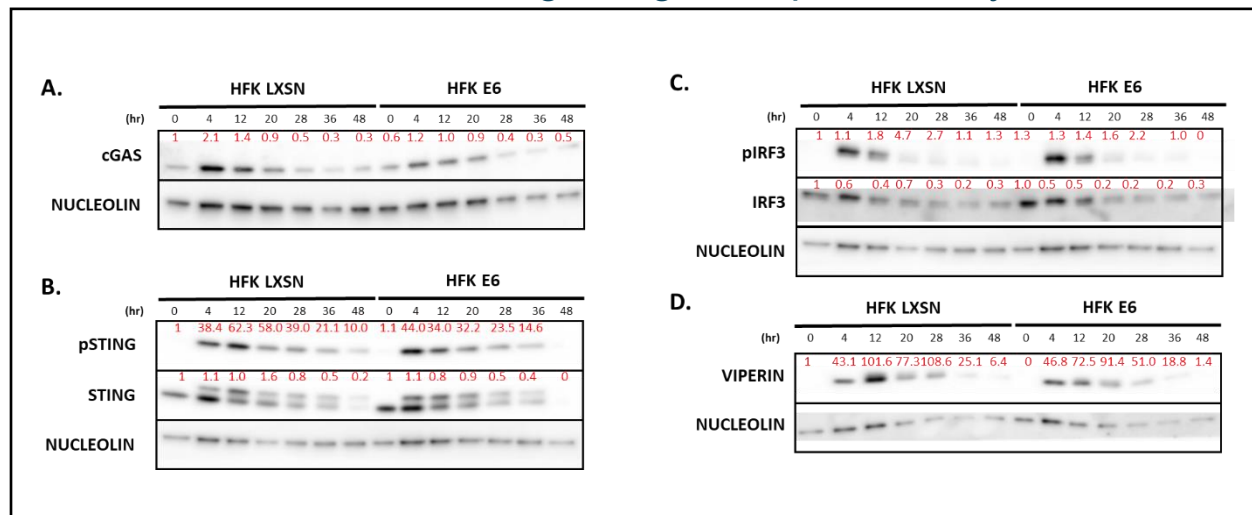 A.
HFK LXSN HFK E6
(hr) 0 4 12 20 28 36 48 0 4 12 20 28 36 48
1 2.1 1.4 0.9 0.5 0.3 0.3 0.6 1.2 1.0 0.9 0.4 0.3 0.5
cGAS
NUCLEOLIN
B.
HFK LXSN HFK E6
(hr) 0 4 12 20 28 36 48 0 4 12 20 28 36 48
1 38.4 62.3 58.0 39.0 21.1 10.0 1.1 44.0 34.0 32.2 23.5 14.6
pSTING
1 1.1 1.0 1.6 0.8 0.5 0.2 1 1.1 0.8 0.9 0.5 0.4 0
STING
NUCLEOLIN
C.
HFK LXSN HFK E6
(hr) 0 4 12 20 28 36 48 0 4 12 20 28 36 48
1 1.1 1.8 4.7 2.7 1.1 1.3 1.3 1.3 1.4 1.6 2.2 1.0 0
pIRF3
1 0.6 0.4 0.7 0.3 0.2 0.3 1.0 0.5 0.5 0.2 0.2 0.2 0.3
IRF3
NUCLEOLIN
D.
HFK LXSN HFK E6
(hr) 0 4 12 20 28 36 48 0 4 12 20 28 36 48
1 43.1 101.6 77.3 108.6 25.1 6.4 0 46.8 72.5 91.4 51.0 18.8 1.4
VIPERIN
NUCLEOLIN